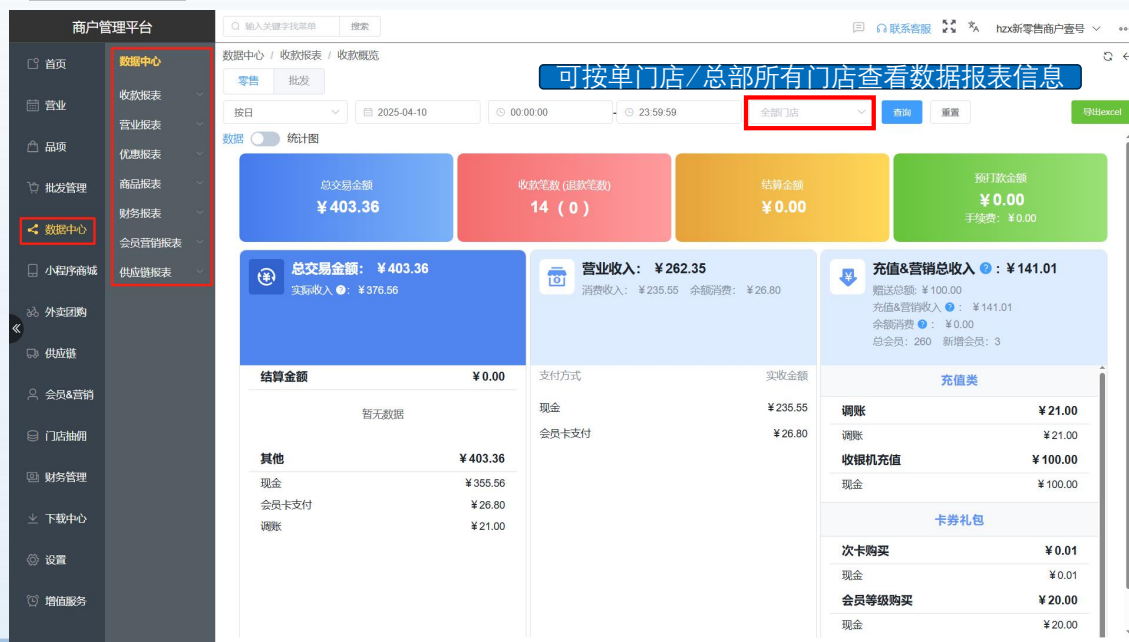 商户管理平台
输入关键字找菜单 搜索
联系客服 hzx新零售商户壹号
首页
营业
品项
批发管理
数据中心
小程序商城
外卖团购
供应链
会员&营销
门店抽佣
财务管理
下载中心
设置
增值服务
数据中心
收款报表
营业报表
优惠报表
商品报表
财务报表
会员营销报表
供应链报表
数据中心 / 收款报表 / 收款概览
零售 批发
可按单门店/总部所有门店查看数据报表信息
按日 2025-04-10 00:00:00 - 23:59:59 全部门店 查询 重置 导出excel
数据 统计图
总交易金额
¥403.36
收款笔数 (退款笔数)
14 ( 0 )
结算金额
¥0.00
预打款金额
¥0.00
手续费: ¥0.00
总交易金额: ¥403.36
实际收入 : ¥376.56
营业收入: ¥262.35
消费收入: ¥235.55 余额消费: ¥26.80
充值&营销总收入 : ¥141.01
赠送总额: ¥100.00
充值&营销收入 : ¥141.01
余额消费 : ¥0.00
总会员: 260 新增会员: 3
结算金额 ¥0.00
暂无数据
其他 ¥403.36
现金 ¥355.56
会员卡支付 ¥26.80
调账 ¥21.00
支付方式 实收金额
现金 ¥235.55
会员卡支付 ¥26.80
充值类
调账 ¥21.00
调账 ¥21.00
收银机充值 ¥100.00
现金 ¥100.00
卡券礼包
次卡购买 ¥0.01
现金 ¥0.01
会员等级购买 ¥20.00
现金 ¥20.00